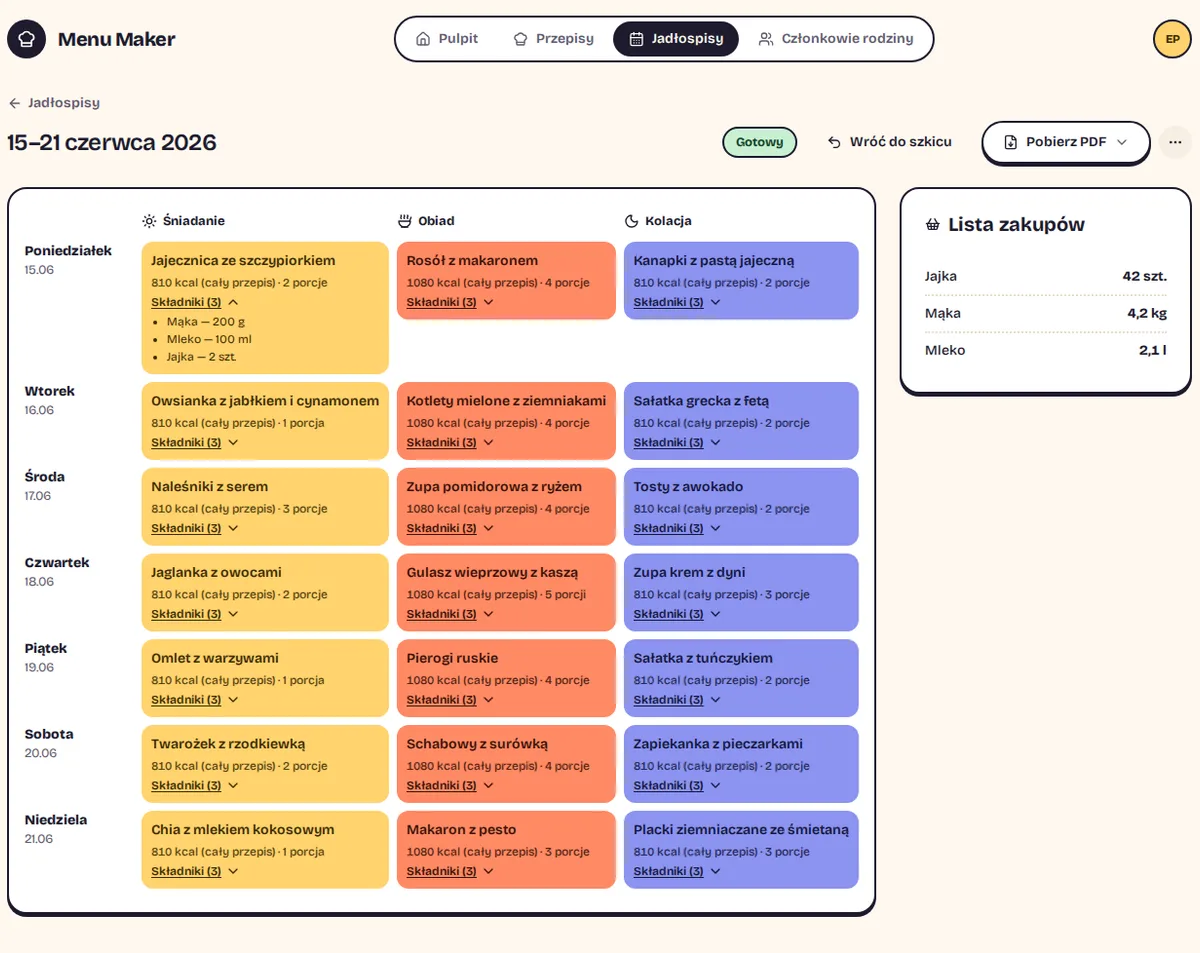 Menu Maker
Pulpit
Przepisy
Jadłospisy
Członkowie rodziny
EP
Jadłospisy
15–21 czerwca 2026
Gotowy
Wróć do szkicu
Pobierz PDF
Śniadanie
Obiad
Kolacja
Poniedziałek
15.06
Jajecznica ze szczypiorkiem
810 kcal (cały przepis) · 2 porcje
Składniki (3)
• Mąka — 200 g
• Mleko — 100 ml
• Jajka — 2 szt.
Rosół z makaronem
1080 kcal (cały przepis) · 4 porcje
Składniki (3)
Kanapki z pastą jajeczną
810 kcal (cały przepis) · 2 porcje
Składniki (3)
Wtorek
16.06
Owsianka z jabłkiem i cynamonem
810 kcal (cały przepis) · 1 porcja
Składniki (3)
Kotlety mielone z ziemniakami
1080 kcal (cały przepis) · 4 porcje
Składniki (3)
Sałatka grecka z fetą
810 kcal (cały przepis) · 2 porcje
Składniki (3)
Środa
17.06
Naleśniki z serem
810 kcal (cały przepis) · 3 porcje
Składniki (3)
Zupa pomidorowa z ryżem
1080 kcal (cały przepis) · 4 porcje
Składniki (3)
Tosty z awokado
810 kcal (cały przepis) · 2 porcje
Składniki (3)
Czwartek
18.06
Jaglanka z owocami
810 kcal (cały przepis) · 2 porcje
Składniki (3)
Gulasz wieprzowy z kaszą
1080 kcal (cały przepis) · 5 porcji
Składniki (3)
Zupa krem z dyni
810 kcal (cały przepis) · 3 porcje
Składniki (3)
Piątek
19.06
Omlet z warzywami
810 kcal (cały przepis) · 1 porcja
Składniki (3)
Pierogi ruskie
1080 kcal (cały przepis) · 4 porcje
Składniki (3)
Sałatka z tuńczykiem
810 kcal (cały przepis) · 2 porcje
Składniki (3)
Sobota
20.06
Twarożek z rzodkiewką
810 kcal (cały przepis) · 2 porcje
Składniki (3)
Schabowy z surówką
1080 kcal (cały przepis) · 4 porcje
Składniki (3)
Zapiekanka z pieczarkami
810 kcal (cały przepis) · 2 porcje
Składniki (3)
Niedziela
21.06
Chia z mlekiem kokosowym
810 kcal (cały przepis) · 1 porcja
Składniki (3)
Makaron z pesto
1080 kcal (cały przepis) · 3 porcje
Składniki (3)
Placki ziemniaczane ze śmietaną
810 kcal (cały przepis) · 3 porcje
Składniki (3)
Lista zakupów
Jajka 42 szt.
Mąka 4,2 kg
Mleko 2,1 l